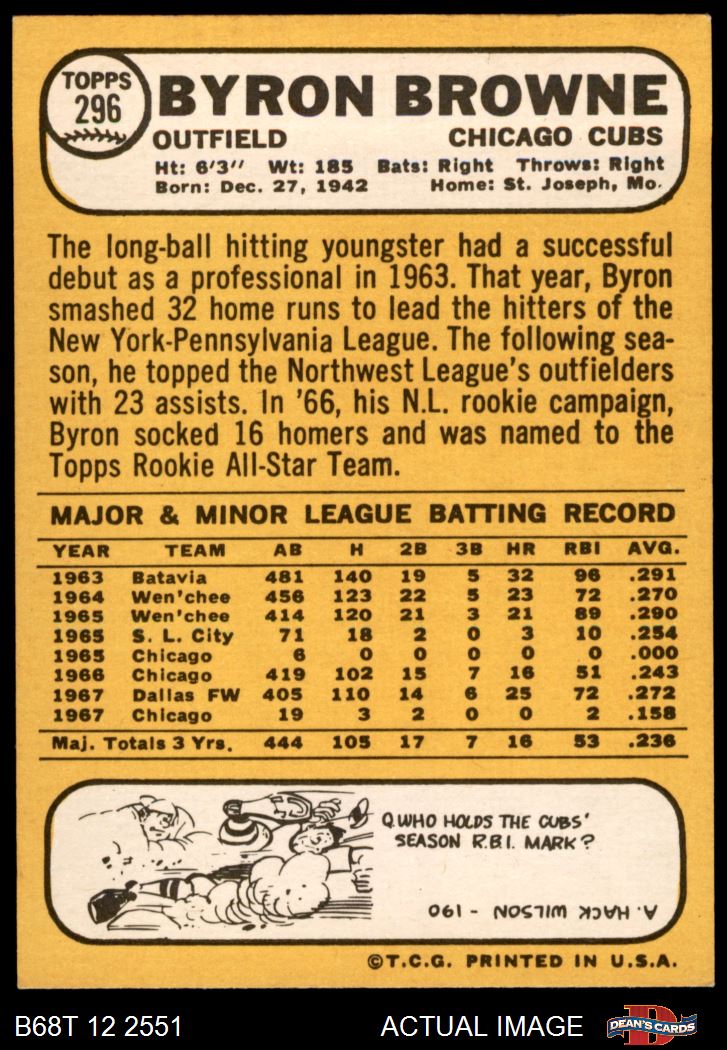 TOPPS
296
BYRON BROWNE
OUTFIELD CHICAGO CUBS
Ht: 6'3" Wt: 185 Bats: Right Throws: Right
Born: Dec. 27, 1942 Home: St. Joseph, Mo.
The long-ball hitting youngster had a successful
debut as a professional in 1963. That year, Byron
smashed 32 home runs to lead the hitters of the
New York-Pennsylvania League. The following sea-
son, he topped the Northwest League's outfielders
with 23 assists. In '66, his N.L. rookie campaign,
Byron socked 16 homers and was named to the
Topps Rookie All-Star Team.
MAJOR & MINOR LEAGUE BATTING RECORD
YEAR TEAM AB H 2B 3B HR RBI AVG.
1963 Batavia 481 140 19 5 32 96 .291
1964 Wen'chee 456 123 22 5 23 72 .270
1965 Wen'chee 414 120 21 3 21 89 .290
1965 S. L. City 71 18 2 0 3 10 .254
1965 Chicago 6 0 0 0 0 0 .000
1966 Chicago 419 102 15 7 16 51 .243
1967 Dallas FW 405 110 14 6 25 72 .272
1967 Chicago 19 3 2 0 0 2 .158
Maj. Totals 3 Yrs. 444 105 17 7 16 53 .236
Q. WHO HOLDS THE CUBS'
SEASON R.B.I. MARK?
A. HACK WILSON - 190
©T.C.G. PRINTED IN U.S.A.
B68T 12 2551 ACTUAL IMAGE D DEAN'S CARDS